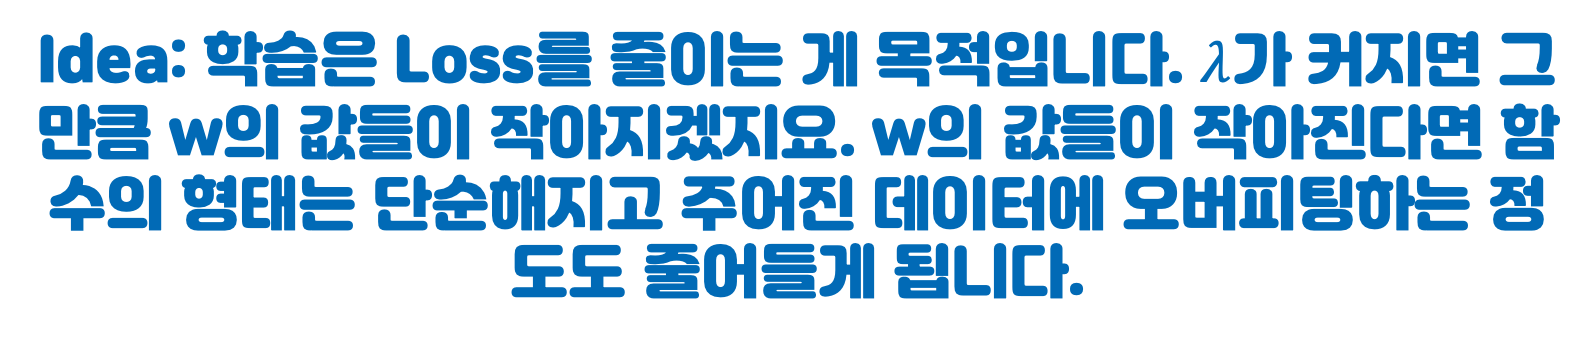 Idea: 학습은 Loss를 줄이는 게 목적입니다. λ가 커지면 그
만큼 w의 값들이 작아지겠지요. w의 값들이 작아진다면 함
수의 형태는 단순해지고 주어진 데이터에 오버피팅하는 정
도도 줄어들게 됩니다.